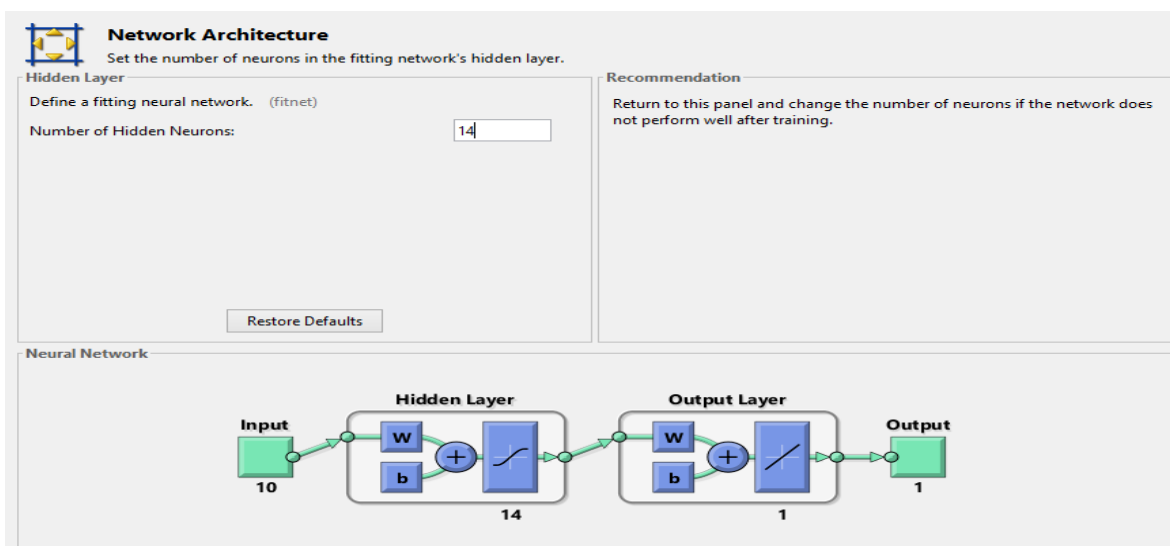 Network Architecture
Set the number of neurons in the fitting network's hidden layer.
Hidden Layer
Define a fitting neural network. (fitnet)
Number of Hidden Neurons: 14
Restore Defaults
Recommendation
Return to this panel and change the number of neurons if the network does
not perform well after training.
Neural Network
Hidden Layer
Output Layer
Input
Output
W
b
+
W
b
+
10
14
1
1